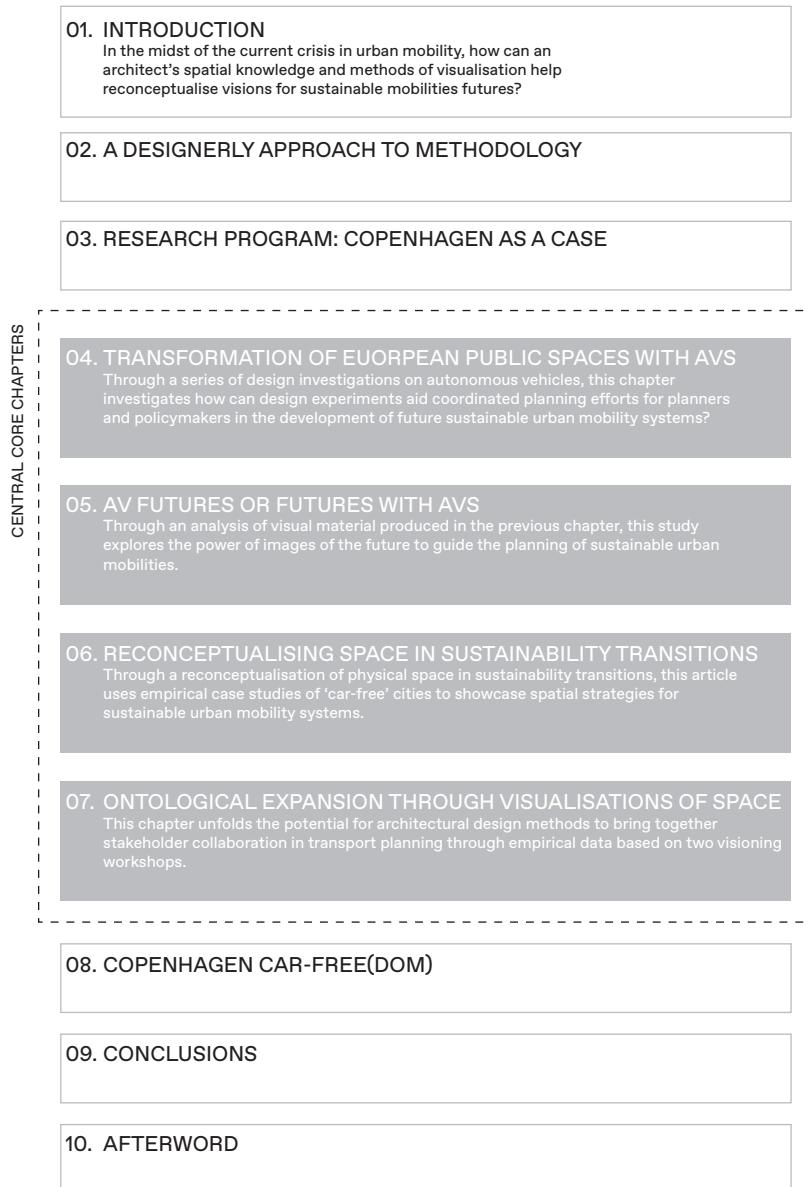 01. INTRODUCTION
In the midst of the current crisis in urban mobility, how can an
architect's spatial knowledge and methods of visualisation help
reconceptualise visions for sustainable mobilities futures?
02. A DESIGNERLY APPROACH TO METHODOLOGY
03. RESEARCH PROGRAM: COPENHAGEN AS A CASE
CENTRAL CORE CHAPTERS
04. TRANSFORMATION OF EUORPEAN PUBLIC SPACES WITH AVS
Through a series of design investigations on autonomous vehicles, this chapter
investigates how can design experiments aid coordinated planning efforts for planners
and policymakers in the development of future sustainable urban mobility systems?
05. AV FUTURES OR FUTURES WITH AVS
Through an analysis of visual material produced in the previous chapter, this study
explores the power of images of the future to guide the planning of sustainable urban
mobilities.
06. RECONCEPTUALISING SPACE IN SUSTAINABILITY TRANSITIONS
Through a reconceptualisation of physical space in sustainability transitions, this article
uses empirical case studies of 'car-free' cities to showcase spatial strategies for
sustainable urban mobility systems.
07. ONTOLOGICAL EXPANSION THROUGH VISUALISATIONS OF SPACE
This chapter unfolds the potential for architectural design methods to bring together
stakeholder collaboration in transport planning through empirical data based on two visioning
workshops.
08. COPENHAGEN CAR-FREE(DOM)
09. CONCLUSIONS
10. AFTERWORD